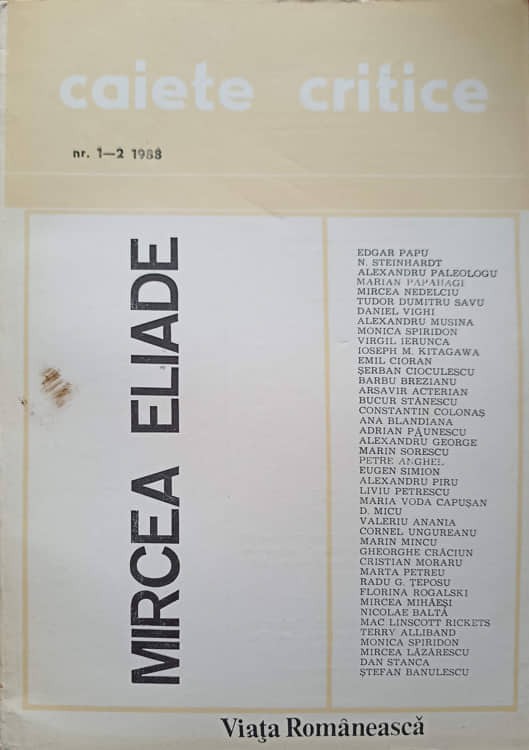 caiete critice
nr. 1—2 1988
MIRCEA ELIADE
EDGAR PAPU
N. STEINHARDT
ALEXANDRU PALEOLOGU
MARIAN PAPAHAGI
MIRCEA NEDELCIU
TUDOR DUMITRU SAVU
DANIEL VIGHI
ALEXANDRU MUSINA
MONICA SPIRIDON
VIRGIL IERUNCA
IOSEPH M. KITAGAWA
EMIL CIORAN
ŞERBAN CIOCULESCU
BARBU BREZIANU
ARSAVIR ACTERIAN
BUCUR STĂNESCU
CONSTANTIN COLONAŞ
ANA BLANDIANA
ADRIAN PĂUNESCU
ALEXANDRU GEORGE
MARIN SORESCU
PETRE ANGHEL
EUGEN SIMION
ALEXANDRU PIRU
LIVIU PETRESCU
MARIA VODA CAPUŞAN
D. MICU
VALERIU ANANIA
CORNEL UNGUREANU
MARIN MINCU
GHEORGHE CRĂCIUN
CRISTIAN MORARU
MARTA PETREU
RADU G. ŢEPOSU
FLORINA ROGALSKI
MIRCEA MIHĂEŞI
NICOLAE BALTĂ
MAC LINSCOTT RICKETS
TERRY ALLIBAND
MONICA SPIRIDON
MIRCEA LĂZĂRESCU
DAN STANCA
ŞTEFAN BANULESCU
Viaţa Românească